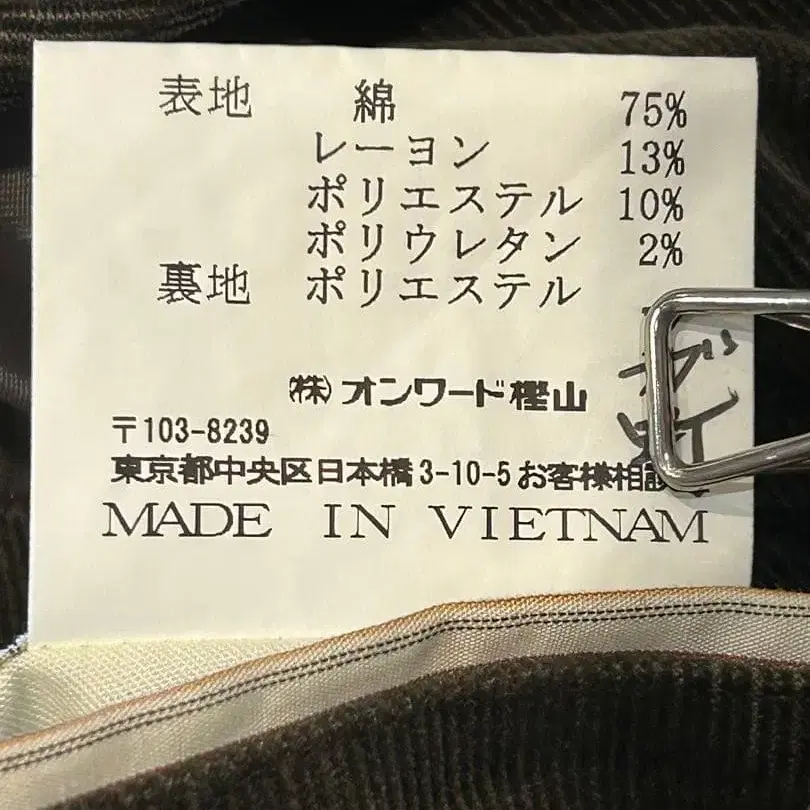 表地 綿 75%
レーヨン 13%
ポリエステル 10%
ポリウレタン 2%
裏地 ポリエステル
㈱オンワード樫山
〒103-8239
東京都中央区日本橋3-10-5お客様相談
MADE IN VIETNAM